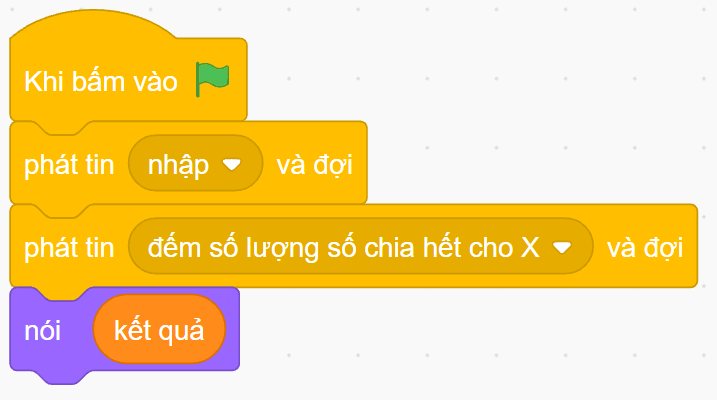 Khi bấm vào
phát tin nhập và đợi
phát tin đếm số lượng số chia hết cho X và đợi
nói kết quả